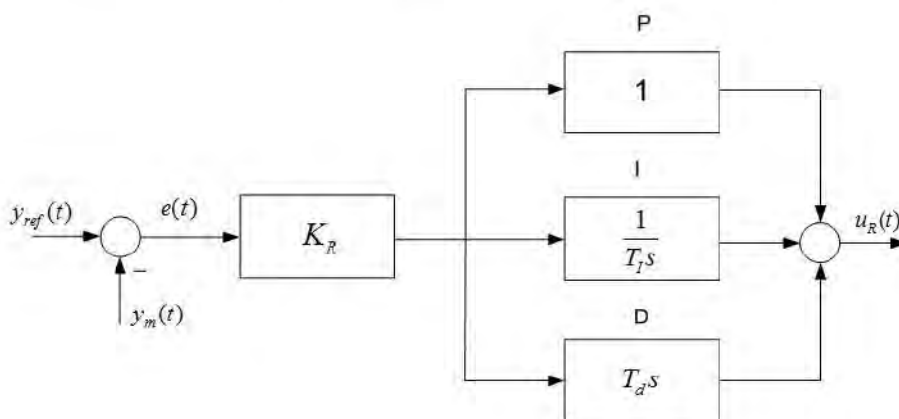 P
1
I
y_ref(t)
e(t)
K_R
1
T_I s
u_R(t)
−
y_m(t)
D
T_d s